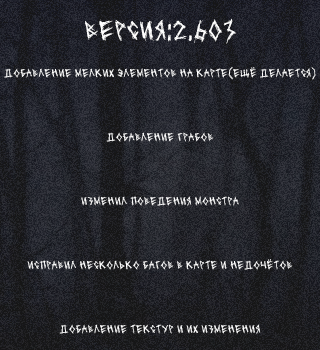 ВЕРСИЯ:2.603
ДОБАВЛЕНИЕ МЕЛКИХ ЭЛЕМЕНТОВ НА КАРТЕ(ЕЩЁ ДЕЛАЕТСЯ)
ДОБАВЛЕНИЕ ГРАБОВ
ИЗМЕНИЛ ПОВЕДЕНИЯ МОНСТРА
ИСПРАВИЛ НЕСКОЛЬКО БАГОВ В КАРТЕ И НЕДОЧЁТОВ
ДОБАВЛЕНИЕ ТЕКСТУР И ИХ ИЗМЕНЕНИЯ